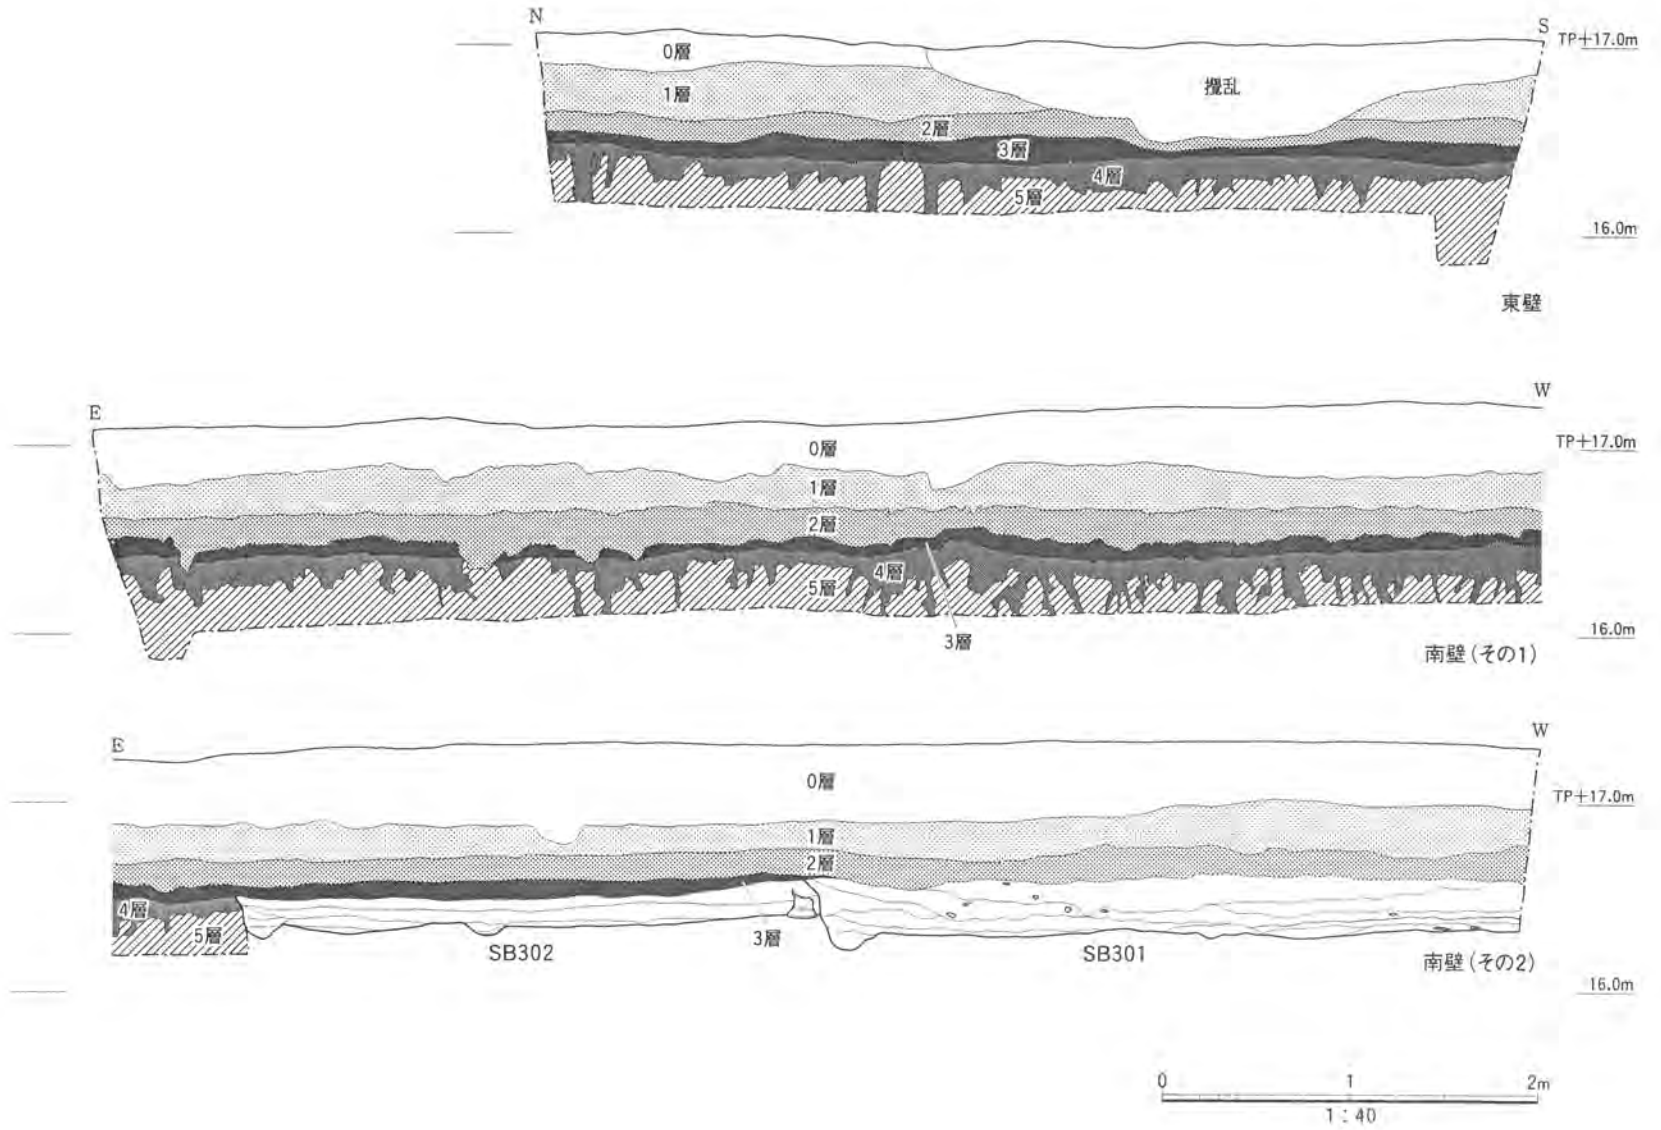 N
S
TP+17.0m
0層
1層
攪乱
2層
3層
4層
5層
16.0m
東壁
E
W
0層
TP+17.0m
1層
2層
4層
5層
3層
16.0m
南壁(その1)
E
W
0層
TP+17.0m
1層
2層
4層
5層
3層
SB302
SB301
南壁(その2)
16.0m
0 1 2m
1:40